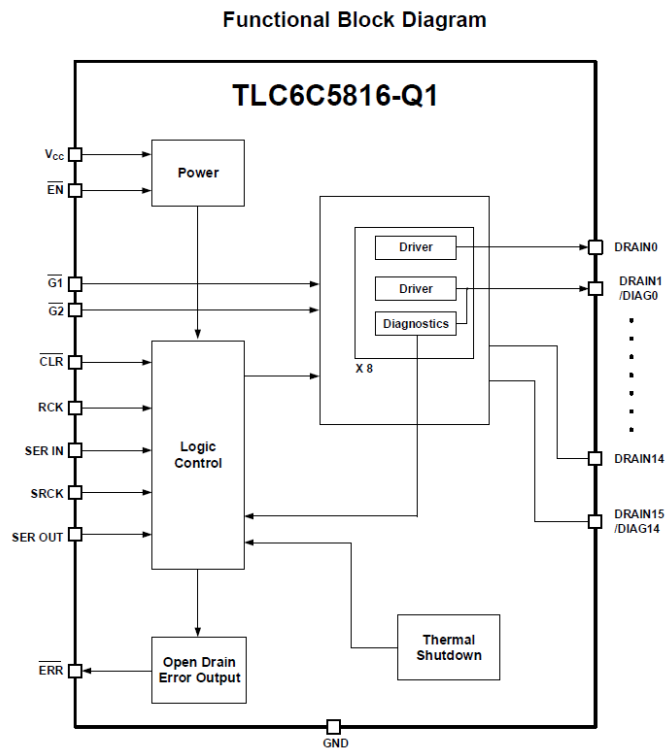 Functional Block Diagram
TLC6C5816-Q1
VCC
EN
Power
G1
G2
CLR
RCK
SER IN
SRCK
SER OUT
ERR
Logic
Control
Open Drain
Error Output
Driver
Driver
Diagnostics
X 8
Thermal
Shutdown
DRAIN0
DRAIN1
/DIAG0
DRAIN14
DRAIN15
/DIAG14
GND